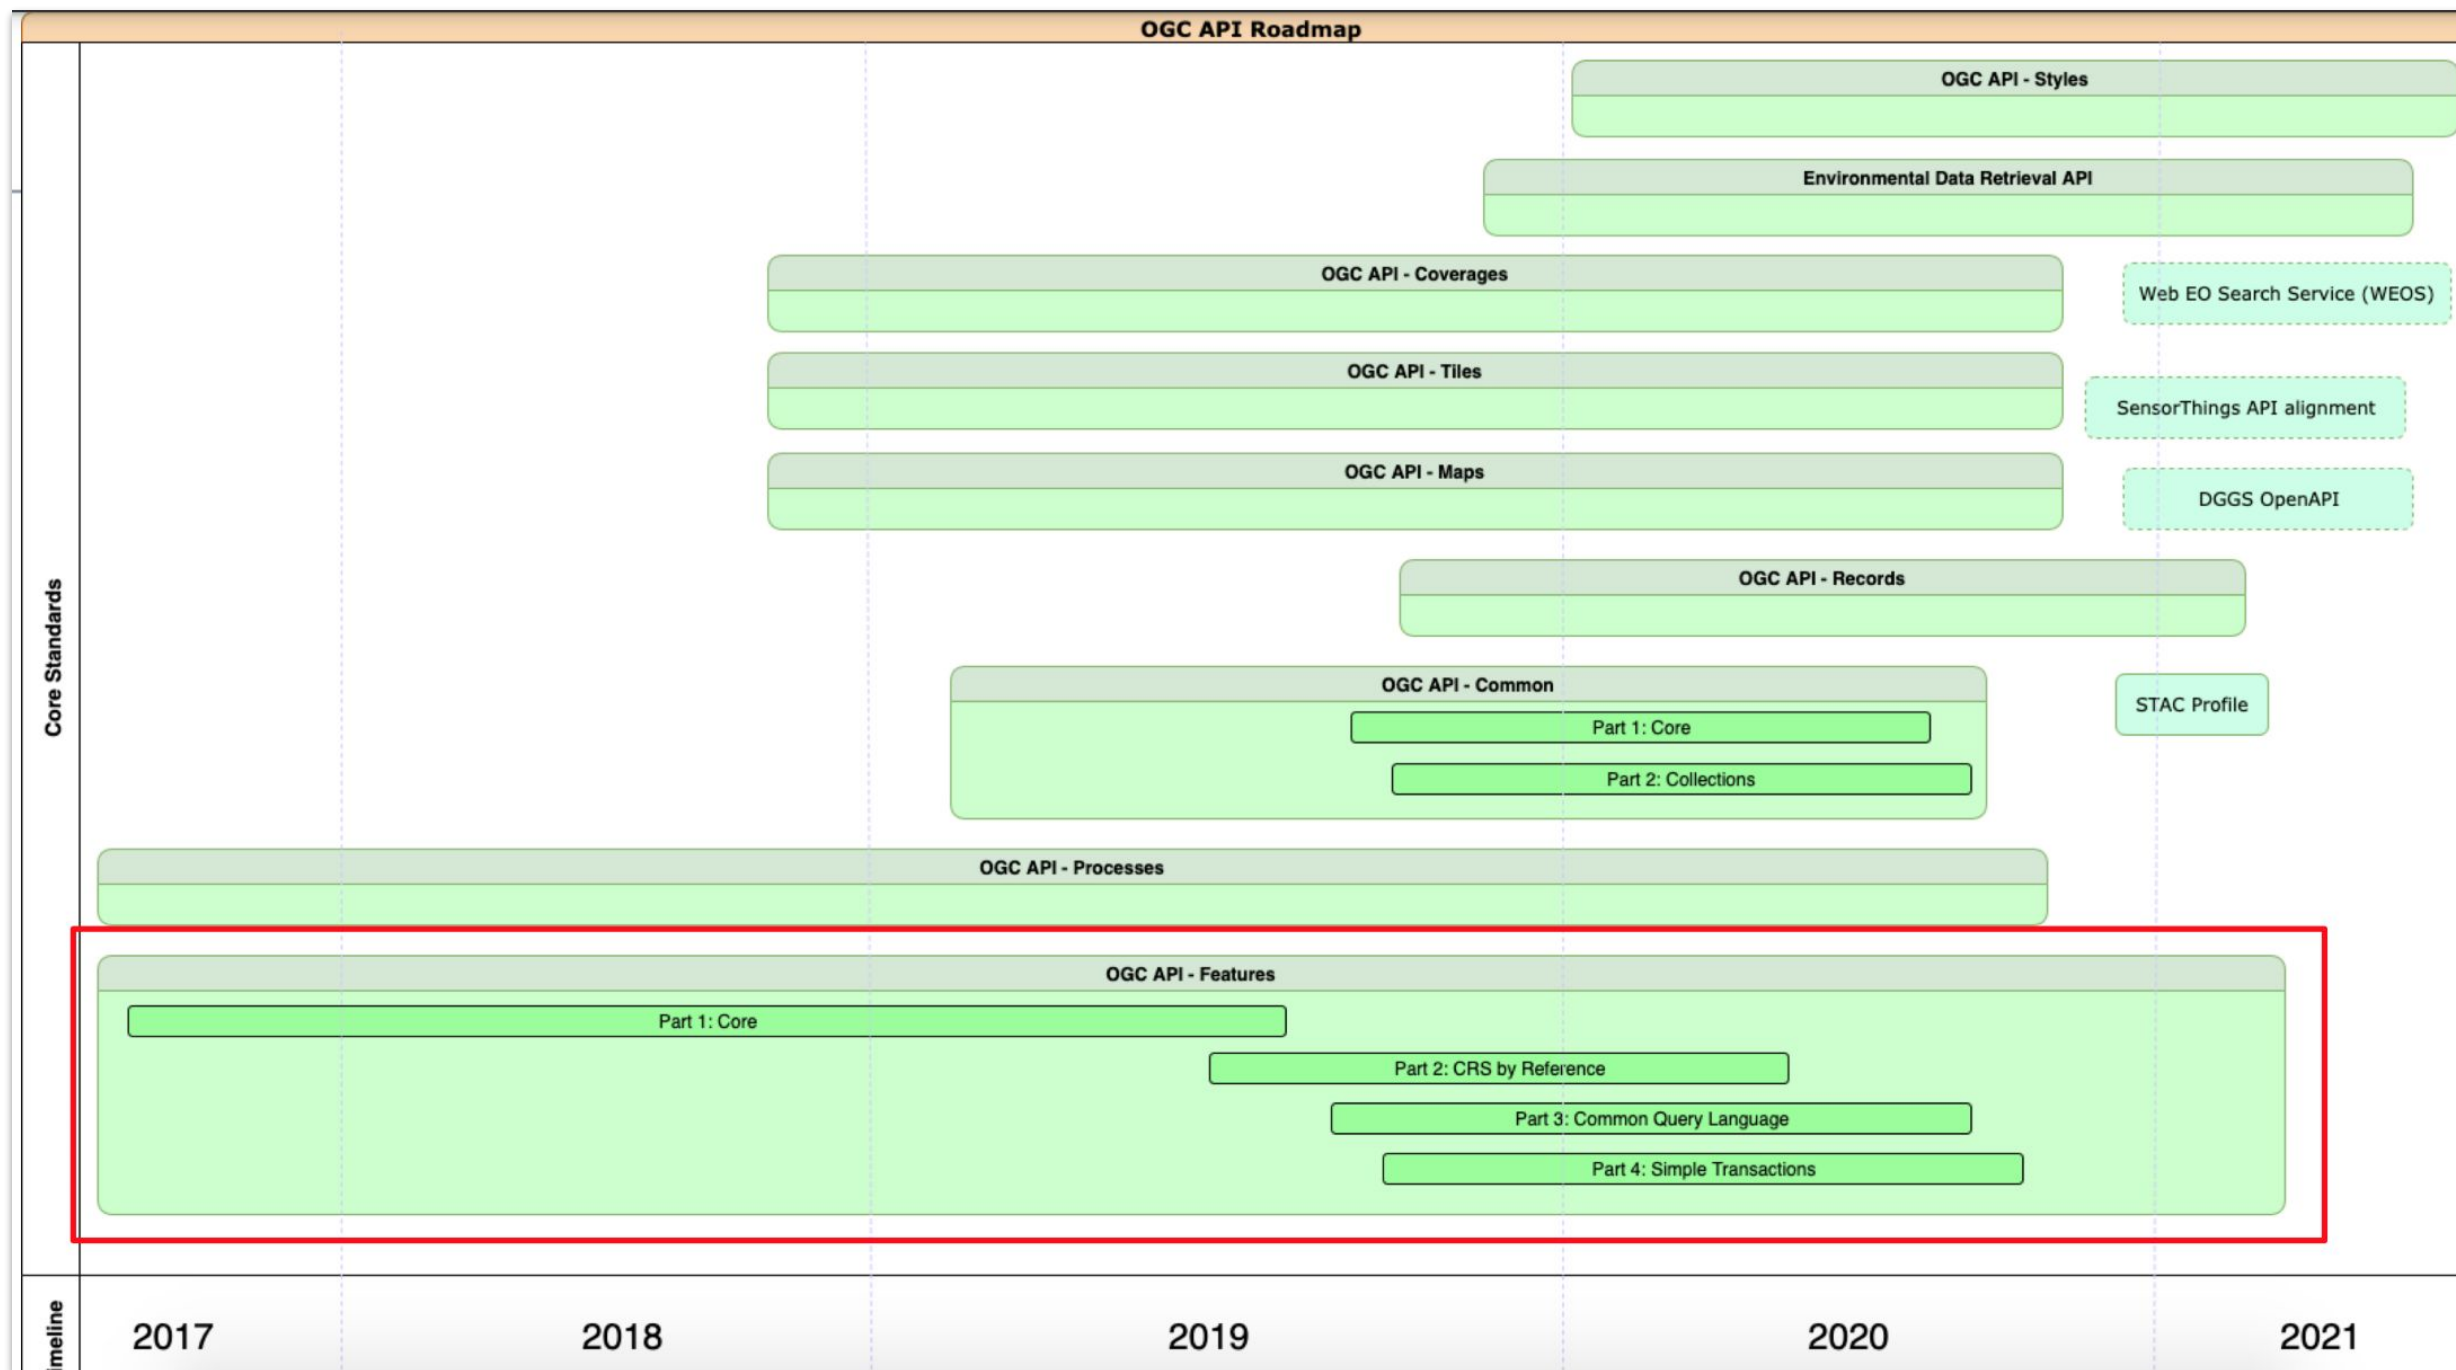 OGC API Roadmap
OGC API - Styles
Environmental Data Retrieval API
OGC API - Coverages
Web EO Search Service (WEOS)
OGC API - Tiles
SensorThings API alignment
OGC API - Maps
DGGS OpenAPI
OGC API - Records
Core Standards
OGC API - Common
STAC Profile
Part 1: Core
Part 2: Collections
OGC API - Processes
OGC API - Features
Part 1: Core
Part 2: CRS by Reference
Part 3: Common Query Language
Part 4: Simple Transactions
meline
2017
2018
2019
2020
2021